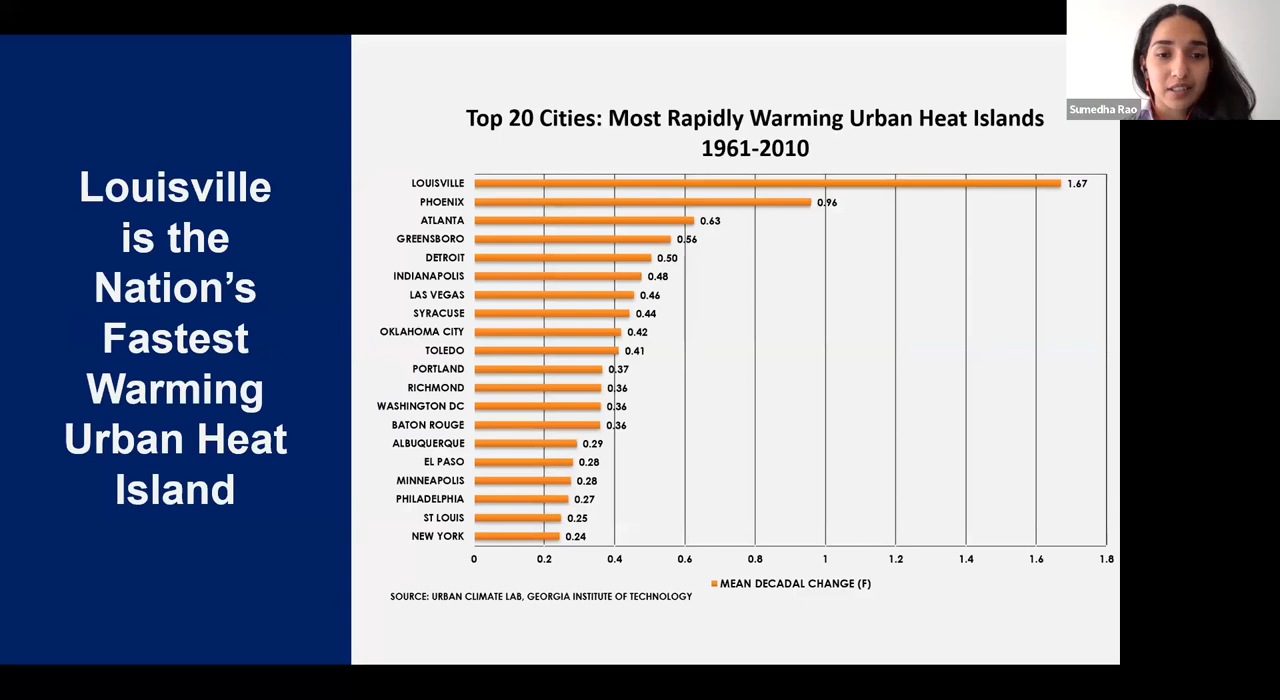 Louisville
is the
Nation’s
Fastest
Warming
Urban Heat
Island
Top 20 Cities: Most Rapidly Warming Urban Heat Islands
1961-2010
LOUISVILLE 1.67
PHOENIX 0.96
ATLANTA 0.63
GREENSBORO 0.56
DETROIT 0.50
INDIANAPOLIS 0.48
LAS VEGAS 0.46
SYRACUSE 0.44
OKLAHOMA CITY 0.42
TOLEDO 0.41
PORTLAND 0.37
RICHMOND 0.36
WASHINGTON DC 0.36
BATON ROUGE 0.36
ALBUQUERQUE 0.29
EL PASO 0.28
MINNEAPOLIS 0.28
PHILADELPHIA 0.27
ST LOUIS 0.25
NEW YORK 0.24
0 0.2 0.4 0.6 0.8 1 1.2 1.4 1.6 1.8
MEAN DECADAL CHANGE (F)
SOURCE: URBAN CLIMATE LAB, GEORGIA INSTITUTE OF TECHNOLOGY
Sumedha Rao